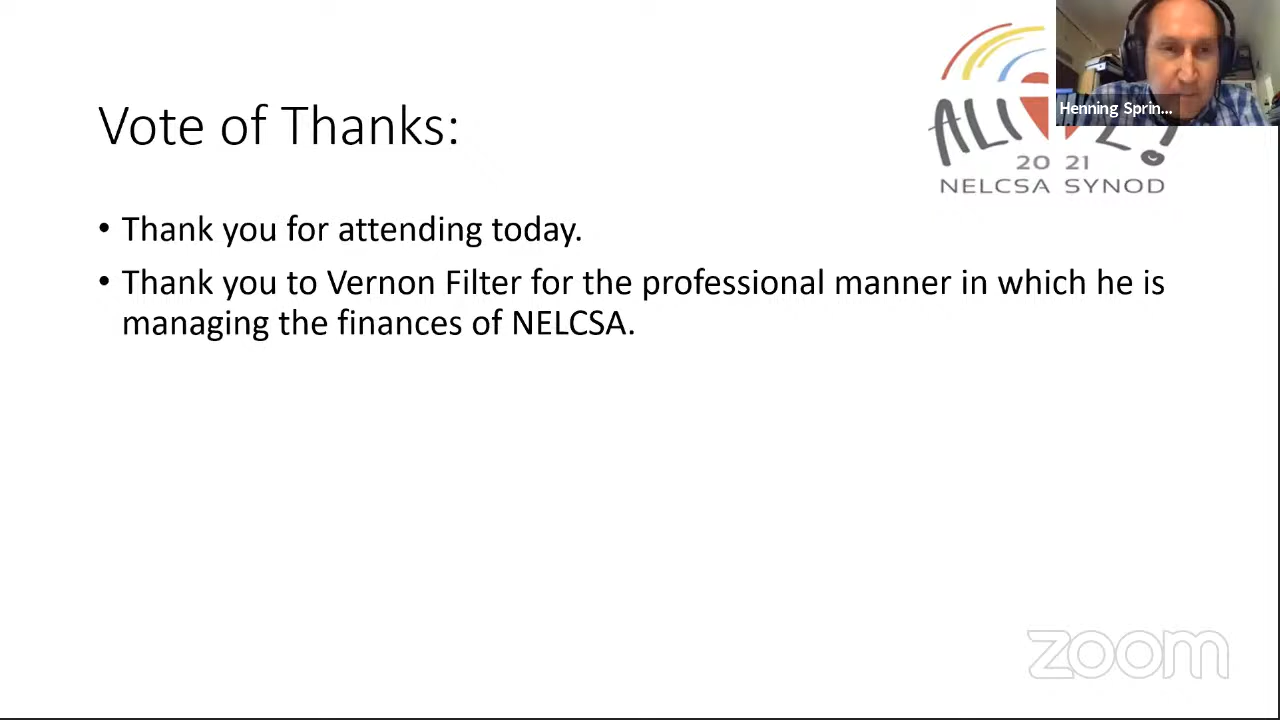 Henning Sprin...
Vote of Thanks:
ALI E!
20 21
NELCSA SYNOD
• Thank you for attending today.
• Thank you to Vernon Filter for the professional manner in which he is
managing the finances of NELCSA.
zoom